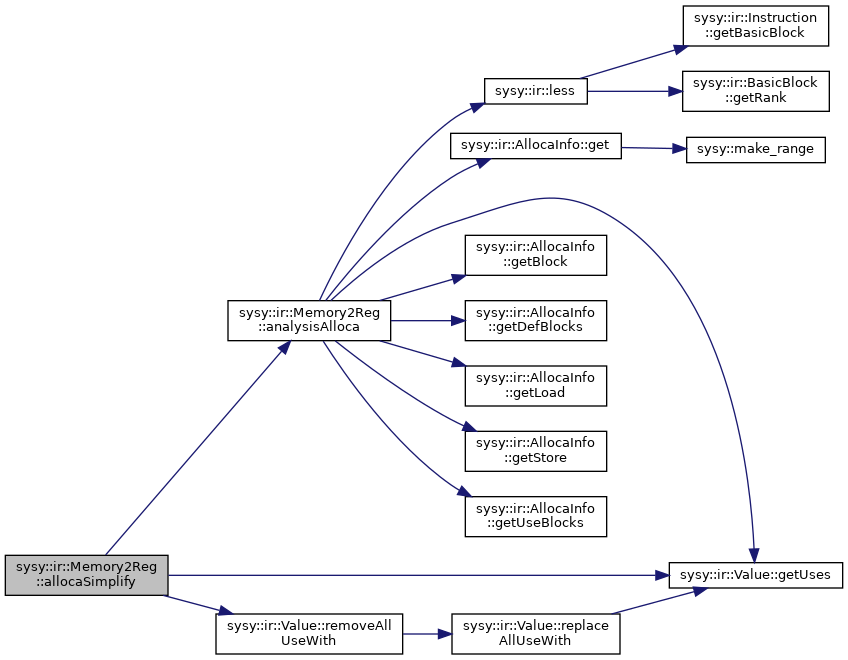 sysy::ir::Instruction
::getBasicBlock
sysy::ir::less
sysy::ir::BasicBlock
::getRank
sysy::ir::AllocaInfo::get
sysy::make_range
sysy::ir::AllocaInfo
::getBlock
sysy::ir::Memory2Reg
::analysisAlloca
sysy::ir::AllocaInfo
::getDefBlocks
sysy::ir::AllocaInfo
::getLoad
sysy::ir::AllocaInfo
::getStore
sysy::ir::AllocaInfo
::getUseBlocks
sysy::ir::Memory2Reg
::allocaSimplify
sysy::ir::Value::getUses
sysy::ir::Value::removeAll
UseWith
sysy::ir::Value::replace
AllUseWith